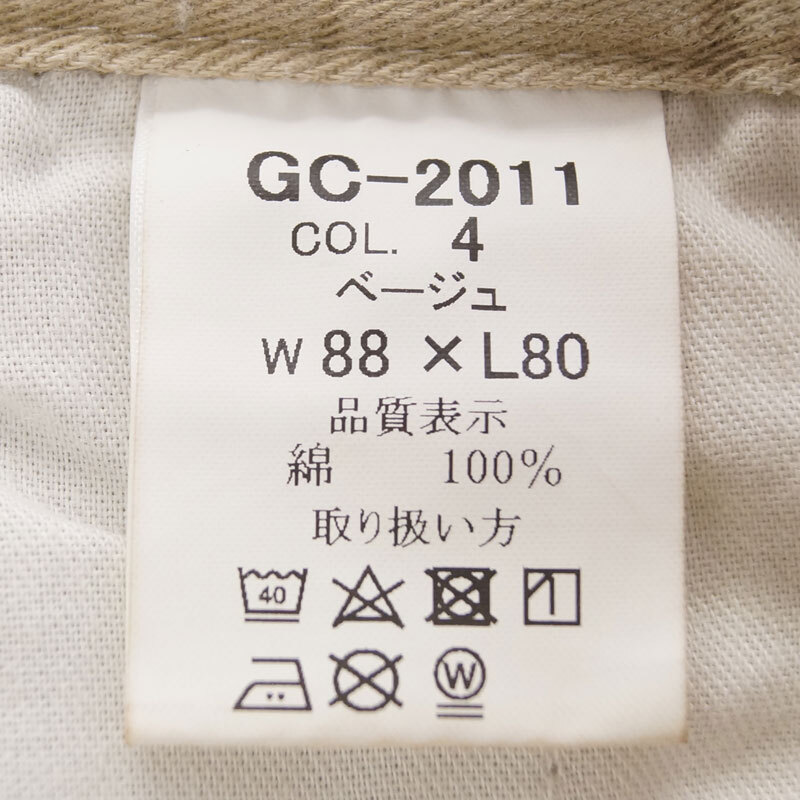 GC-2011
COL. 4
ベージュ
W 88 × L80
品質表示
綿 100%
取り扱い方
40
W